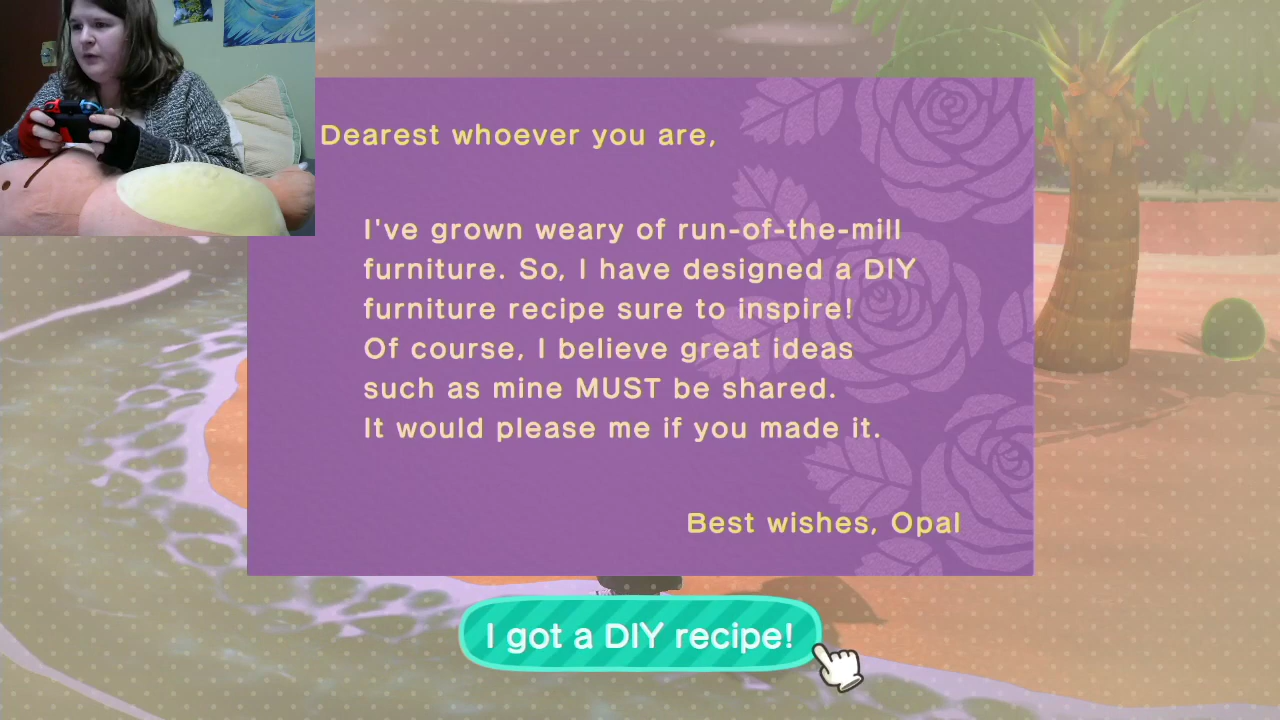 Dearest whoever you are,
I've grown weary of run-of-the-mill
furniture. So, I have designed a DIY
furniture recipe sure to inspire!
Of course, I believe great ideas
such as mine MUST be shared.
It would please me if you made it.
Best wishes, Opal
I got a DIY recipe!